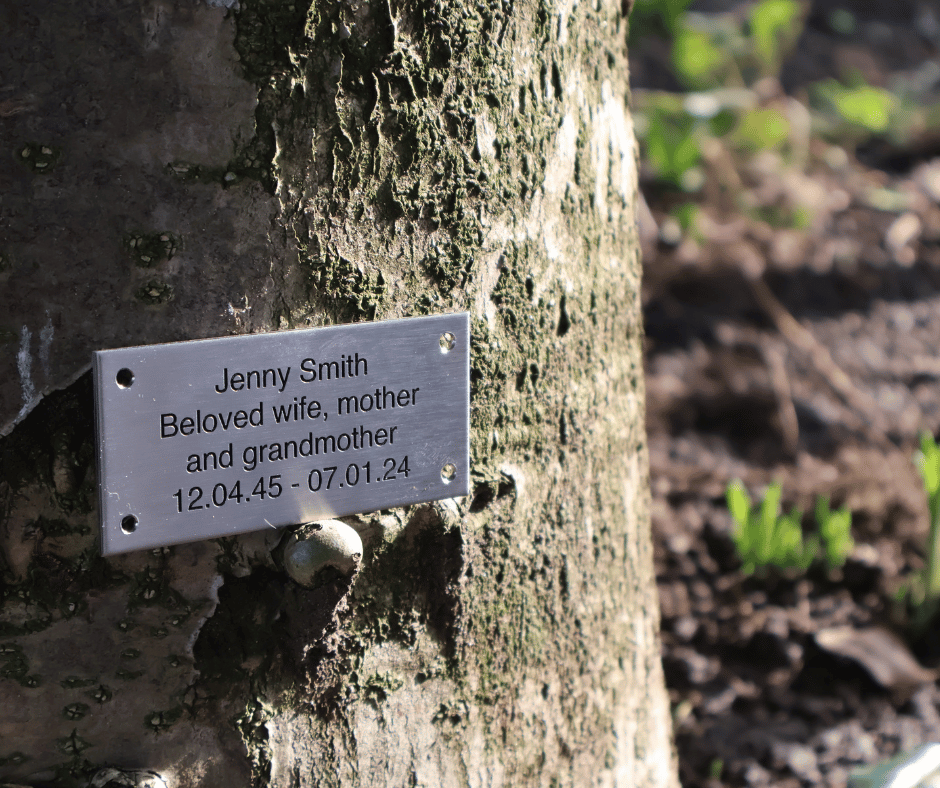 Jenny Smith
Beloved wife, mother
and grandmother
12.04.45 - 07.01.24